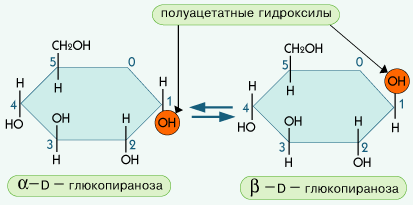 полуацетатные гидроксилы
CH₂OH CH₂OH
5 0 5 0
H H OH
H H H
4 1 4 1
HO OH H HO OH H OH H
3 2 3 2
H OH H OH
α–D – глюкопираноза β –D – глюкопираноза